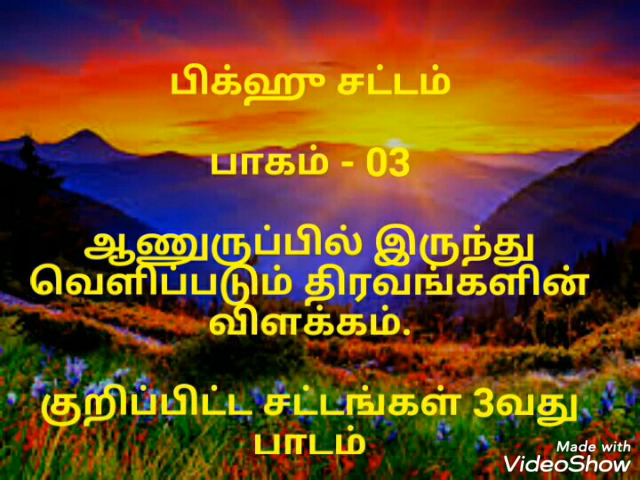 பிக்ஹு சட்டம்
பாகம் - 03
ஆணுருப்பில் இருந்து
வெளிப்படும் திரவங்களின்
விளக்கம்.
குறிப்பிட்ட சட்டங்கள் 3வது
பாடம்
Made with
VideoShow